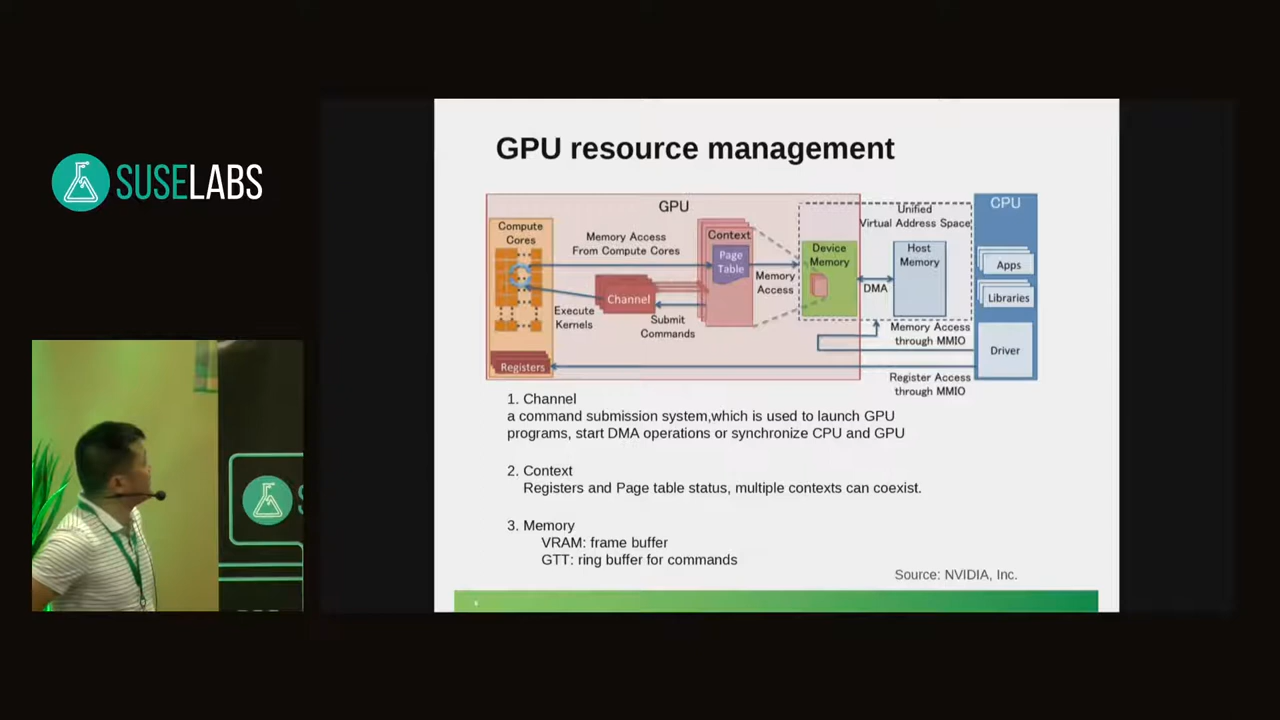 SUSELABS
GPU resource management
GPU
CPU
Compute
Cores
Memory Access
From Compute Cores
Context
Page
Table
Channel
Execute
Kernels
Submit
Commands
Memory
Access
Registers
Unified
Virtual Address Space
Device
Memory
Host
Memory
DMA
Apps
Libraries
Driver
Memory Access
through MMIO
Register Access
through MMIO
1. Channel
a command submission system,which is used to launch GPU
programs, start DMA operations or synchronize CPU and GPU
2. Context
Registers and Page table status, multiple contexts can coexist.
3. Memory
VRAM: frame buffer
GTT: ring buffer for commands
Source: NVIDIA, Inc.